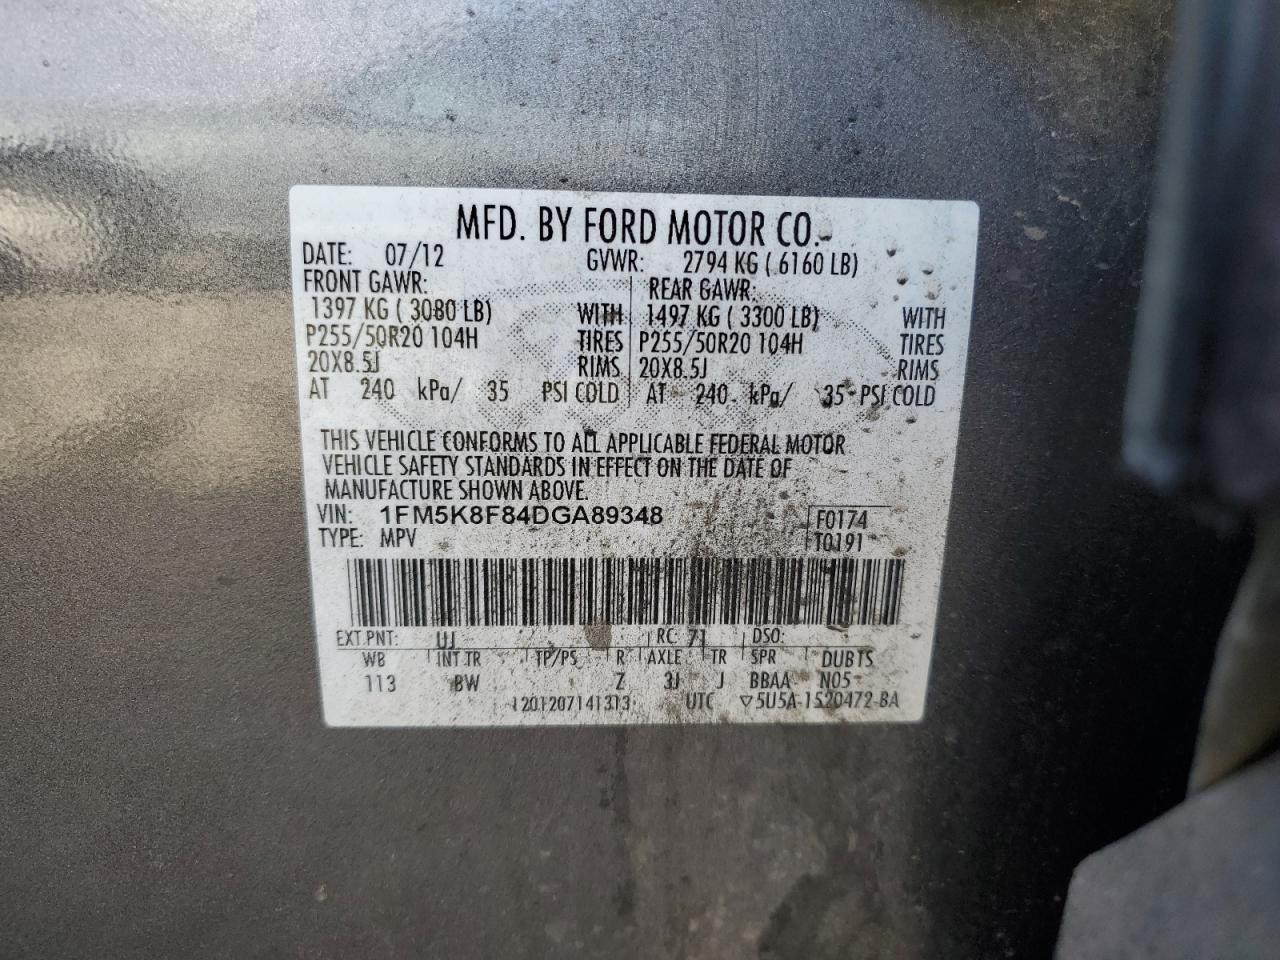 MFD. BY FORD MOTOR CO.
DATE: 07/12 GVWR: 2794 KG ( 6160 LB)
FRONT GAWR: REAR GAWR:
1397 KG ( 3080 LB) WITH 1497 KG ( 3300 LB) WITH
P255/50R20 104H TIRES P255/50R20 104H TIRES
20X8.5J RIMS 20X8.5J RIMS
AT 240 kPa/ 35 PSI COLD AT 240 kPa/ 35 PSI COLD
THIS VEHICLE CONFORMS TO ALL APPLICABLE FEDERAL MOTOR
VEHICLE SAFETY STANDARDS IN EFFECT ON THE DATE OF
MANUFACTURE SHOWN ABOVE.
VIN: 1FM5K8F84DGA89348 F0174
TYPE: MPV T0191
EXT PNT: UJ RC: 71 DSO:
WB INT TR TP/PS R AXLE TR SPR DUBTS
113 BW Z 3J J BBAA N05
1201207141313 UTC ▽5U5A-1520472-BA